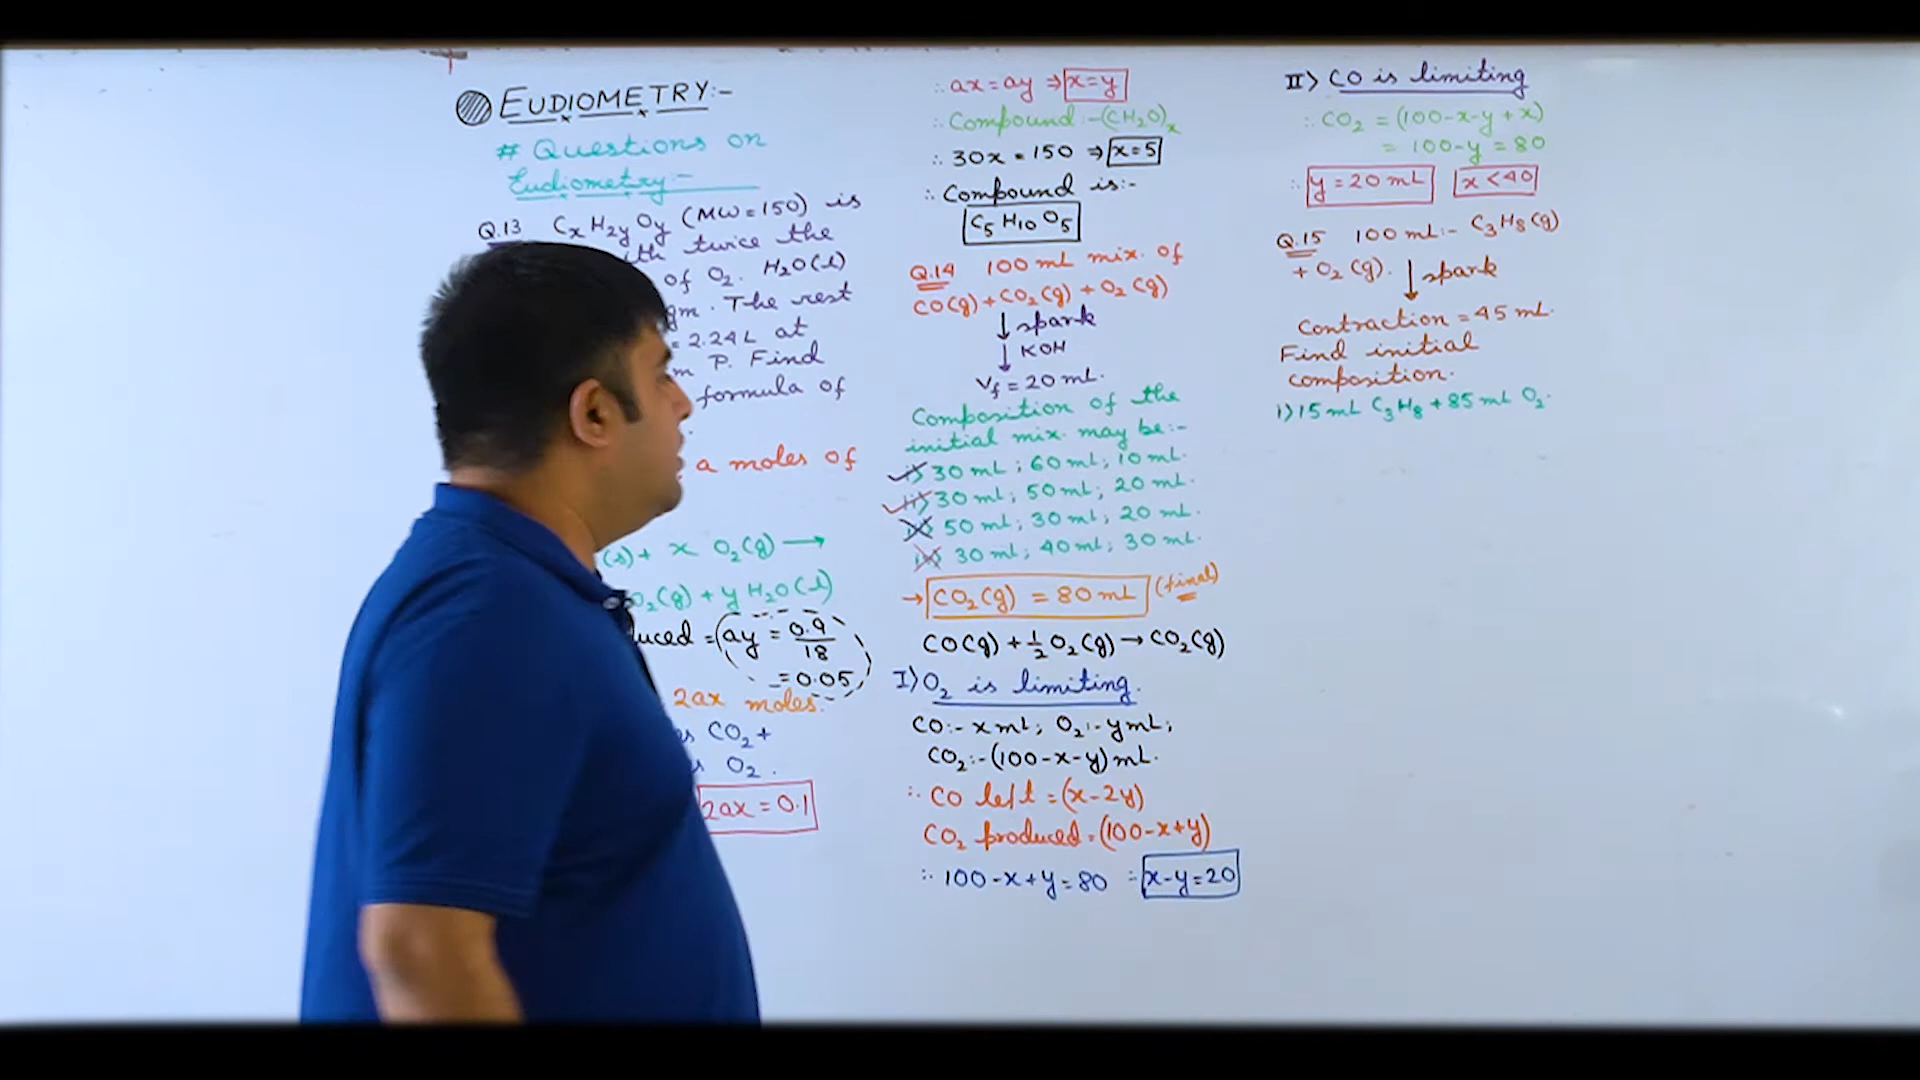 EUDIOMETRY:-
# Questions on
Eudiometry:-
Q.13 CxH2yOy (MW = 150) is
th twice the
of O2. H2O(l)
gm. The rest
= 2.24L at
P. Find
formula of
a moles of
(s) + x O2(g) →
O2(g) + y H2O(l)
uced = ay = 0.9/18
= 0.05
2ax moles.
CO2 +
O2.
2ax = 0.1
∴ ax = ay ⇒ x = y
∴ Compound :- (CH2O)x
∴ 30x = 150 ⇒ x = 5
∴ Compound is:-
C5H10O5
Q.14 100 mL mix. of
CO(g) + CO2(g) + O2(g)
↓ spark
↓ KOH
Vf = 20 mL.
Composition of the
initial mix. may be:-
i) 30 mL; 60 mL; 10 mL.
ii) 30 mL; 50 mL; 20 mL.
50 mL; 30 mL; 20 mL.
30 mL; 40 mL; 30 mL.
→ CO2(g) = 80 mL (final)
CO(g) + 1/2 O2(g) → CO2(g)
I) O2 is limiting.
CO:- x mL; O2:- y mL;
CO2:- (100-x-y) mL.
∴ CO left = (x-2y)
CO2 produced = (100-x+y)
∴ 100-x+y = 80 ∴ x-y = 20
II) CO is limiting
∴ CO2 = (100-x-y+x)
= 100-y = 80
∴ y = 20 mL x < 40
Q.15 100 mL:- C3H8(g)
+ O2(g). ↓ spark
Contraction = 45 mL.
Find initial
composition.
i) 15 mL C3H8 + 85 mL O2.